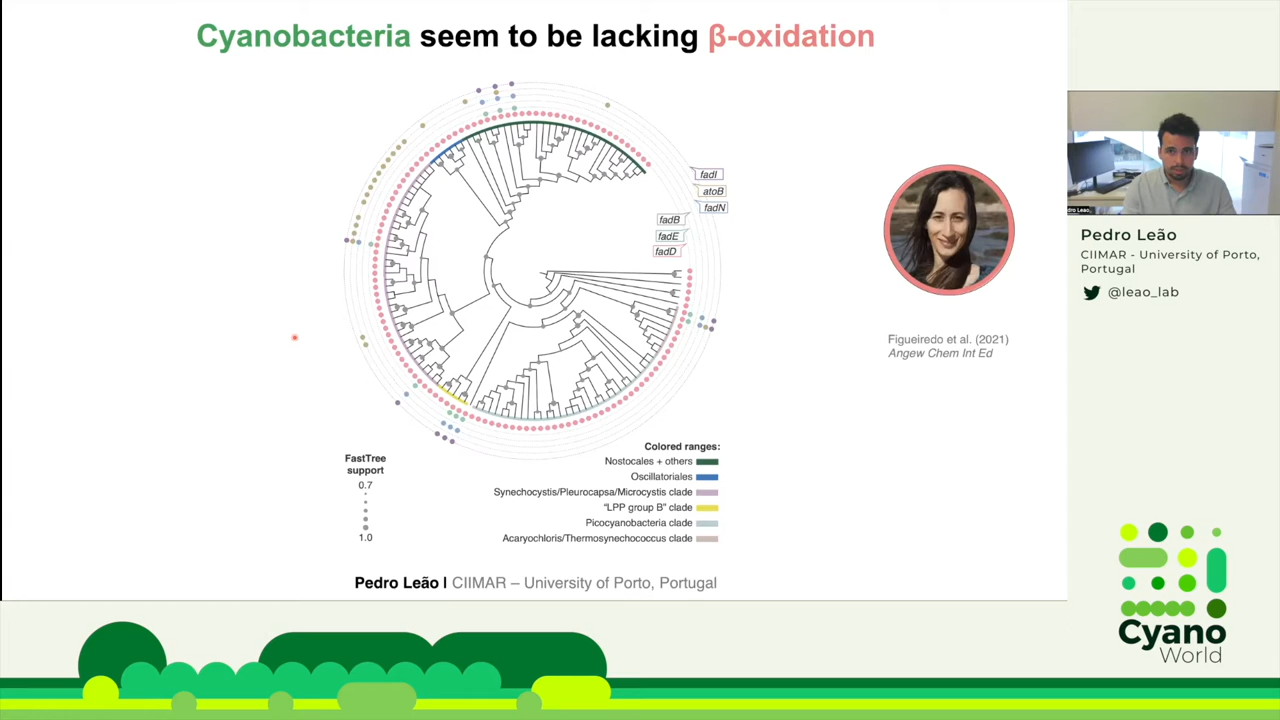 Cyanobacteria seem to be lacking β-oxidation
fadI
atoB
fadN
fadB
fadE
fadD
Figueiredo et al. (2021)
Angew Chem Int Ed
FastTree
support
0.7
1.0
Colored ranges:
Nostocales + others
Oscillatoriales
Synechocystis/Pleurocapsa/Microcystis clade
“LPP group B” clade
Picocyanobacteria clade
Acaryochloris/Thermosynechococcus clade
Pedro Leão | CIIMAR – University of Porto, Portugal
Pedro Leão
CIIMAR - University of Porto,
Portugal
@leao_lab
Cyano
World